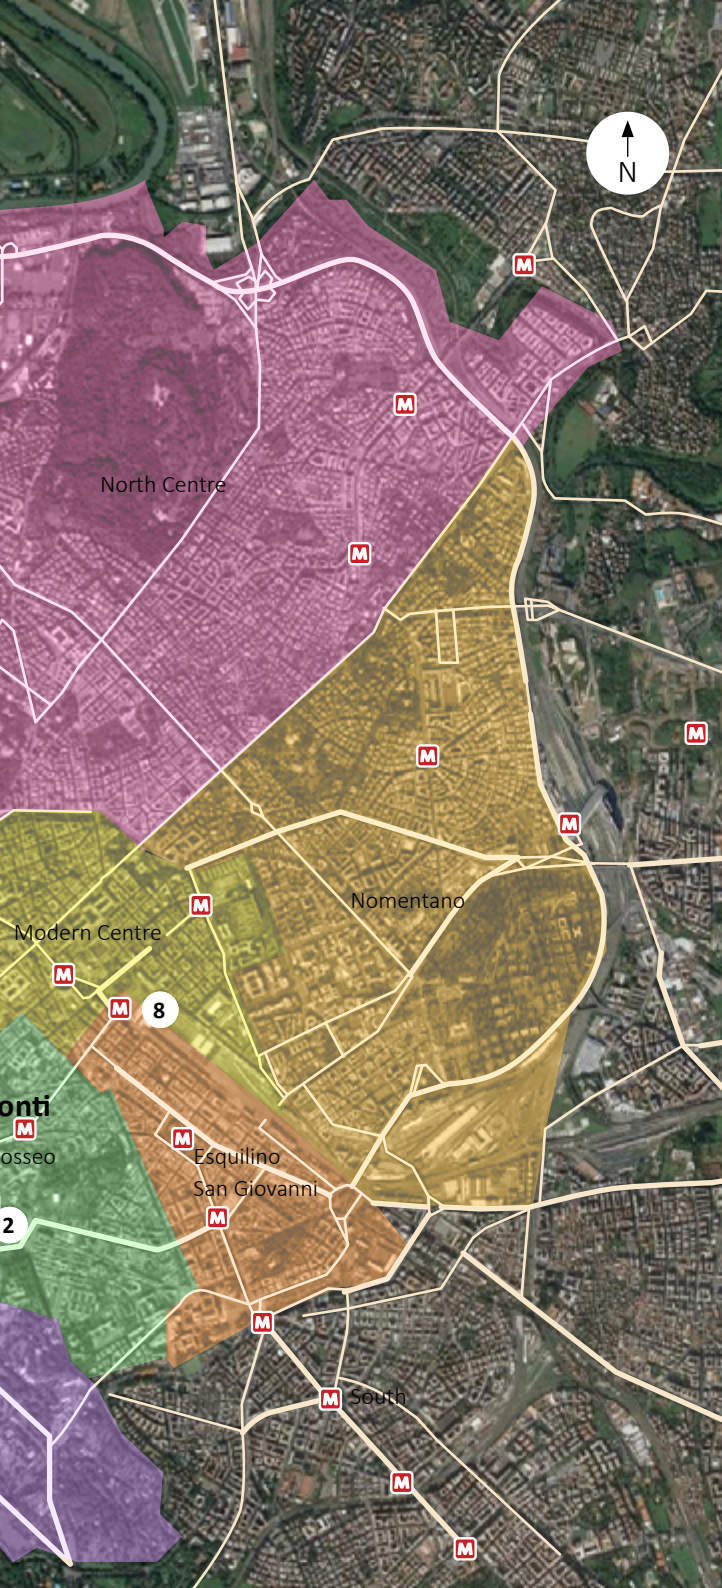 N
M
M
North Centre
M
M
M
M
M
Nomentano
Modern Centre
M
M
8
onti
M
osseo
M
Esquilino
San Giovanni
2
M
M
M
South
M
M